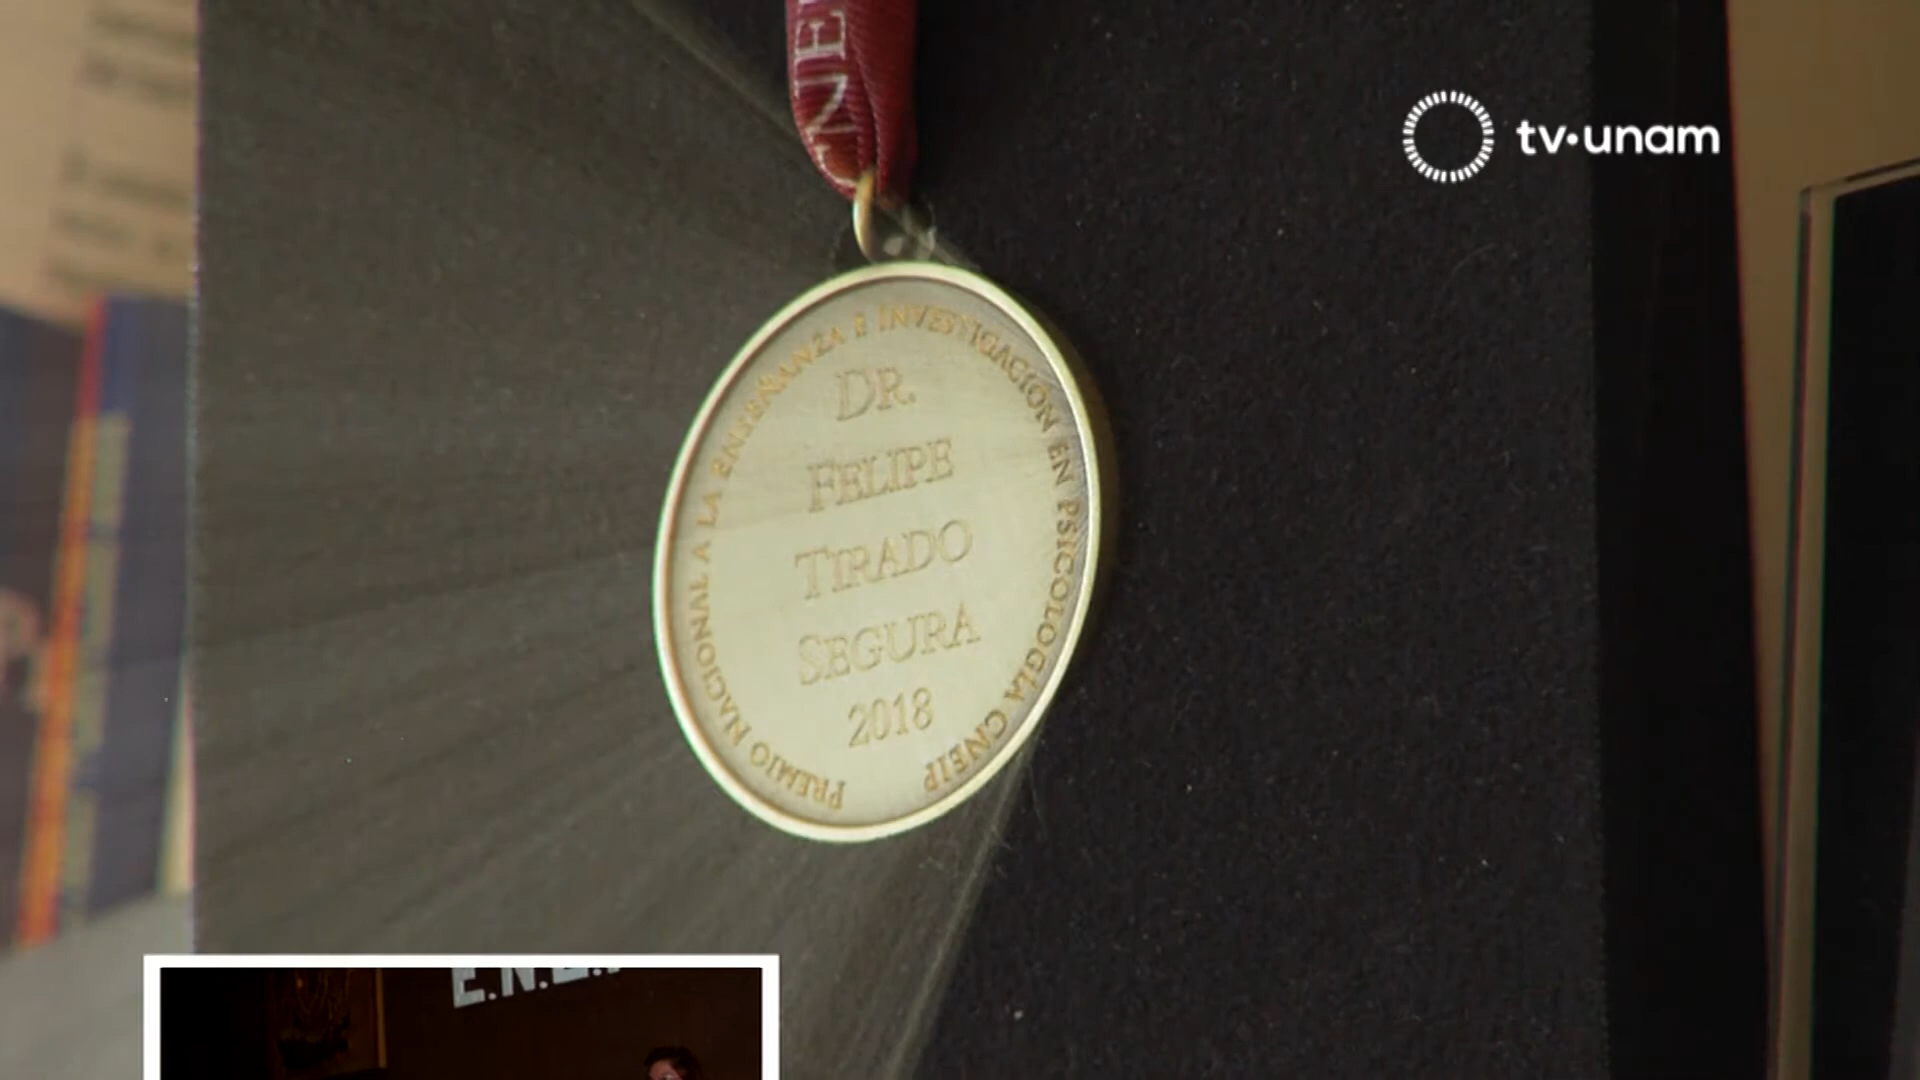 tv·unam
PREMIO NACIONAL A LA ENSEÑANZA E INVESTIGACIÓN EN PSICOLOGÍA CNEIP
DR.
FELIPE
TIRADO
SEGURA
2018